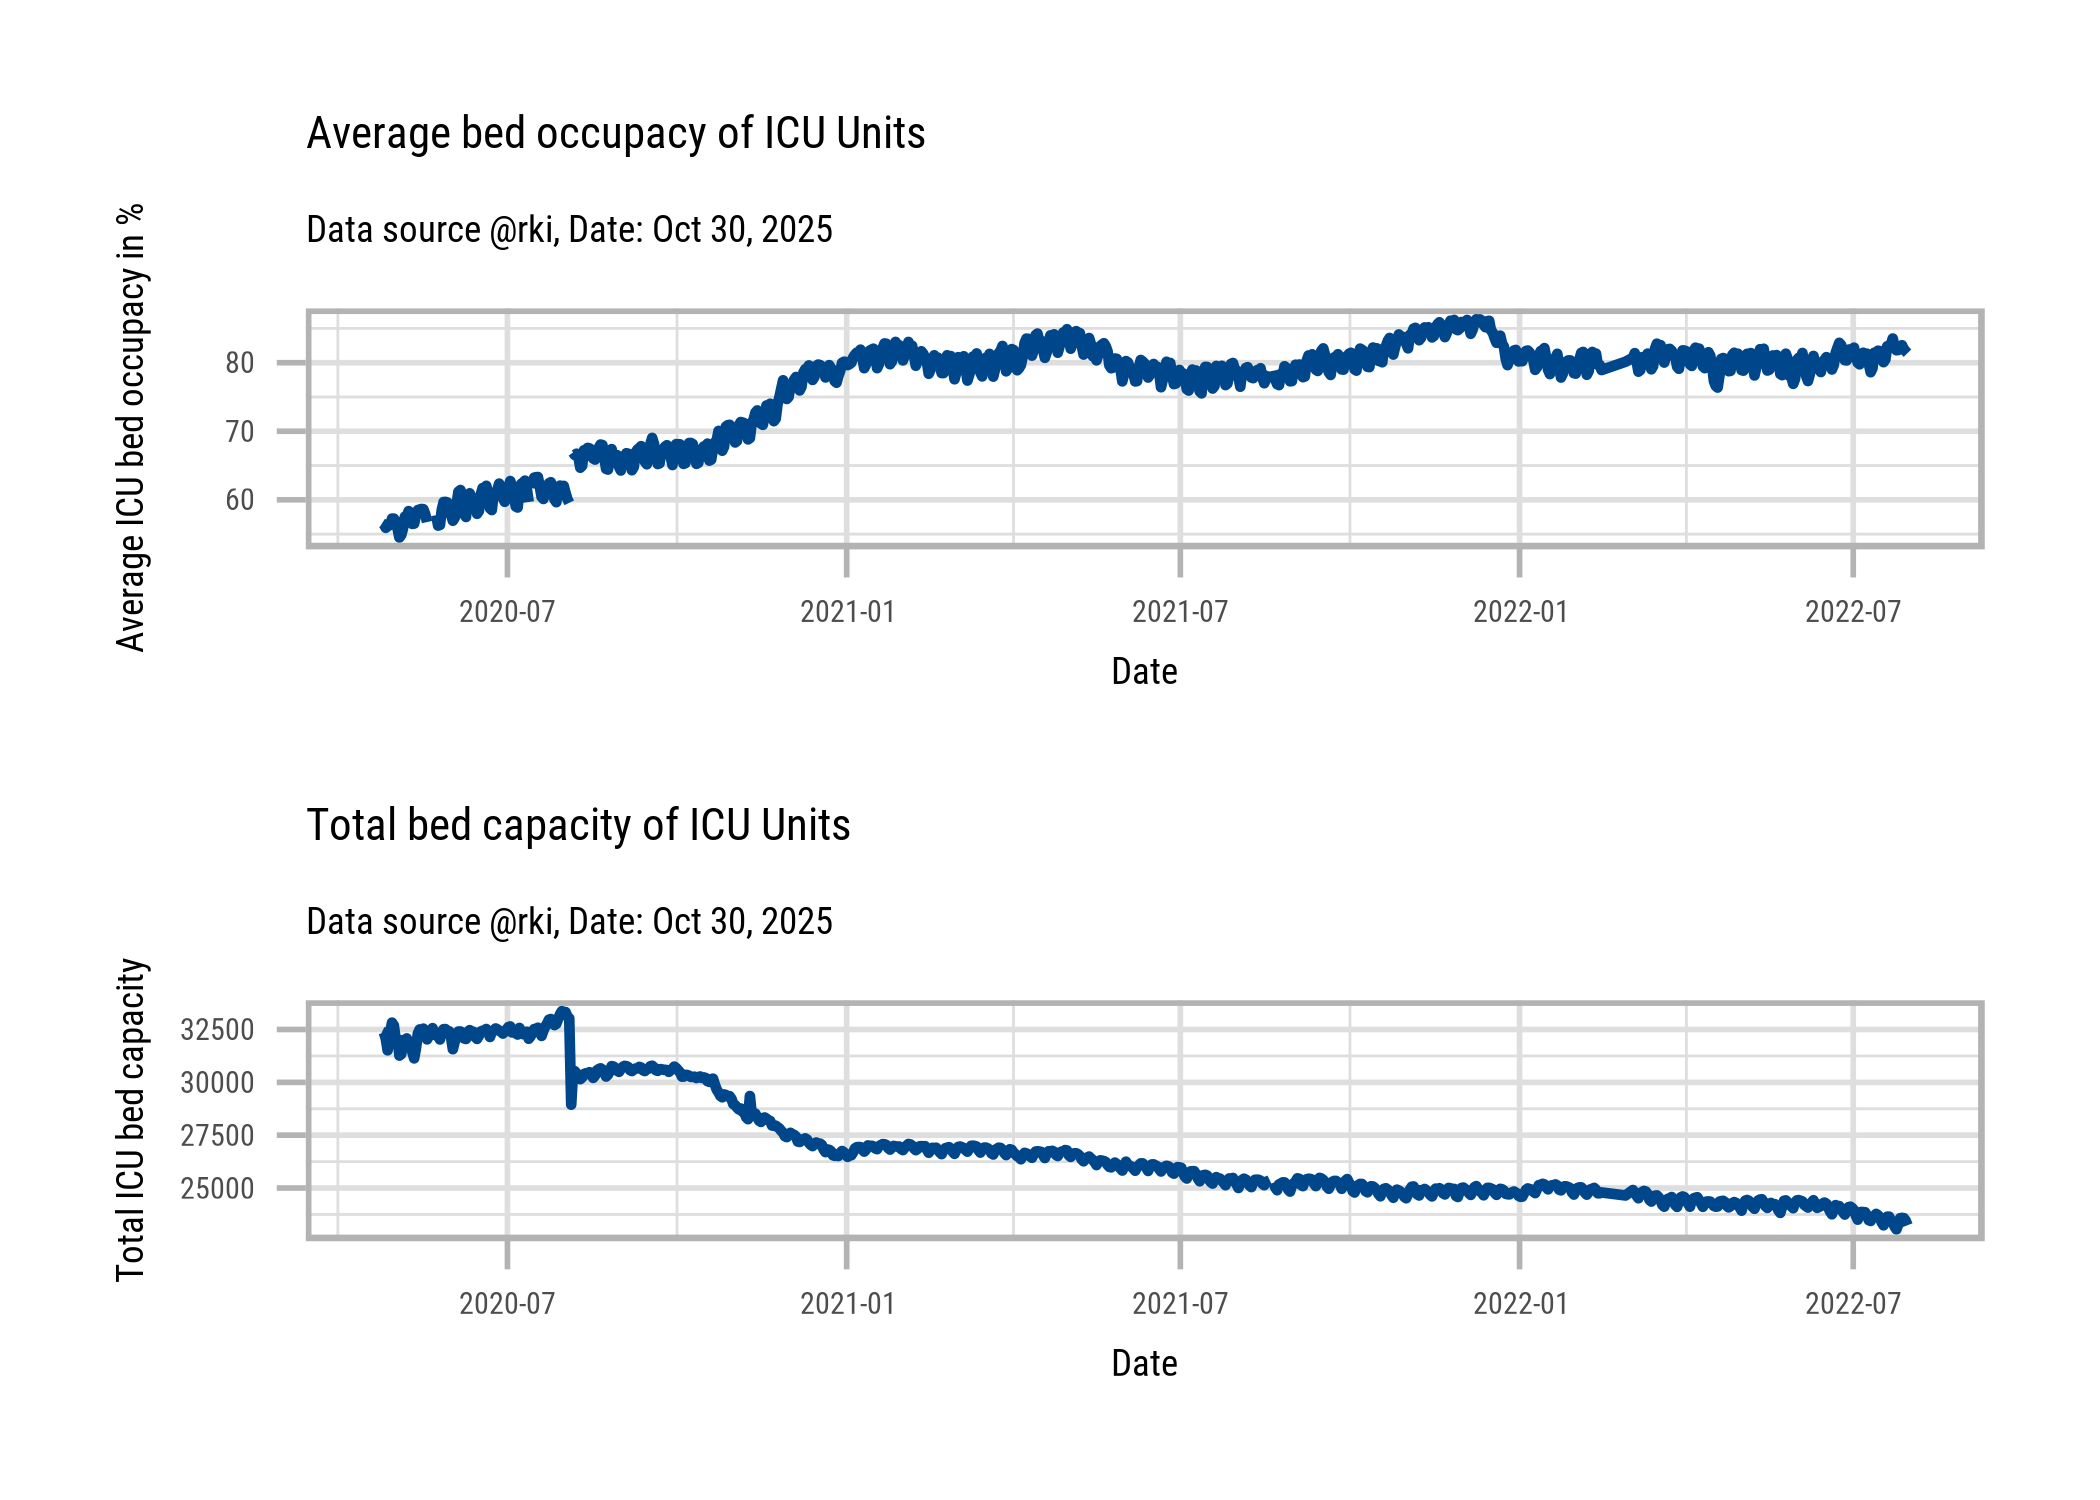 Average bed occupacy of ICU Units
Data source @rki, Date: Oct 30, 2025
Average ICU bed occupacy in %
80
70
60
2020-07 2021-01 2021-07 2022-01 2022-07
Date
Total bed capacity of ICU Units
Data source @rki, Date: Oct 30, 2025
Total ICU bed capacity
32500
30000
27500
25000
2020-07 2021-01 2021-07 2022-01 2022-07
Date